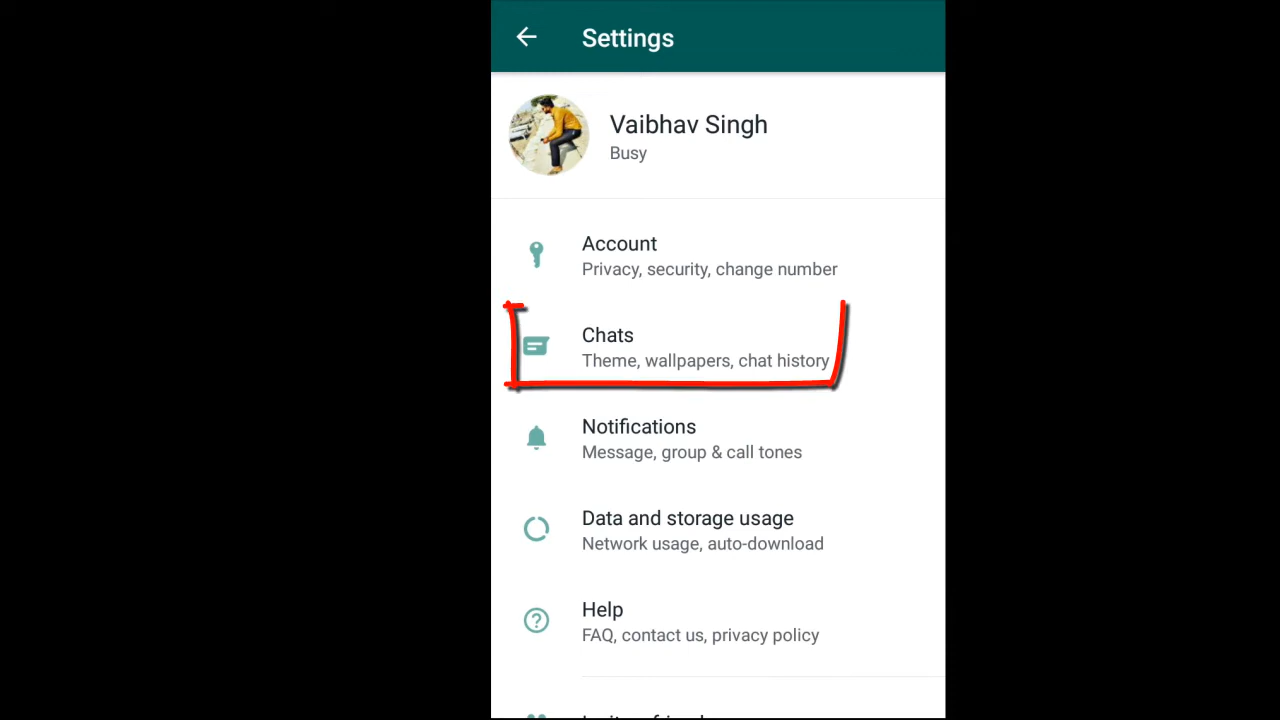 Settings
Vaibhav Singh
Busy
Account
Privacy, security, change number
Chats
Theme, wallpapers, chat history
Notifications
Message, group & call tones
Data and storage usage
Network usage, auto-download
Help
FAQ, contact us, privacy policy